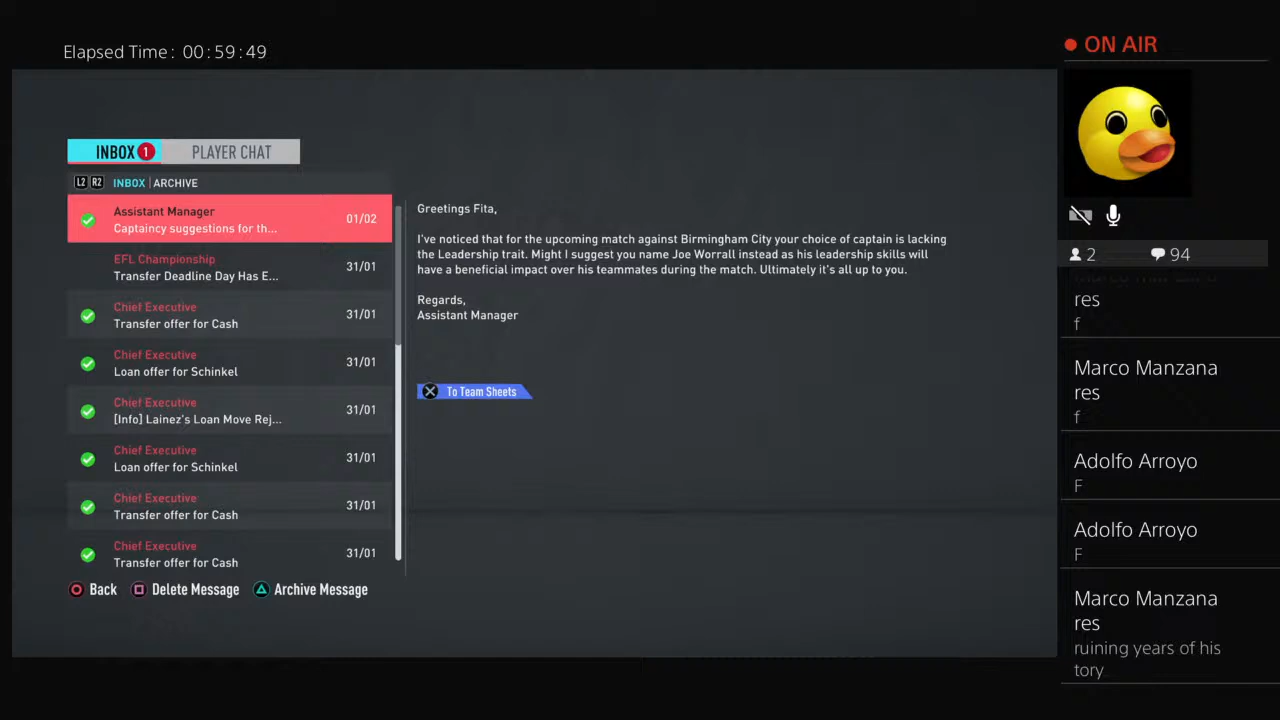 Elapsed Time: 00:59:49
ON AIR
INBOX 1
PLAYER CHAT
L2 R2 INBOX | ARCHIVE
Assistant Manager
Captaincy suggestions for th...
01/02
EFL Championship
Transfer Deadline Day Has E...
31/01
Chief Executive
Transfer offer for Cash
31/01
Chief Executive
Loan offer for Schinkel
31/01
Chief Executive
[Info] Lainez's Loan Move Rej...
31/01
Chief Executive
Loan offer for Schinkel
31/01
Chief Executive
Transfer offer for Cash
31/01
Chief Executive
Transfer offer for Cash
31/01
Back
Delete Message
Archive Message
Greetings Fita,
I've noticed that for the upcoming match against Birmingham City your choice of captain is lacking
the Leadership trait. Might I suggest you name Joe Worrall instead as his leadership skills will
have a beneficial impact over his teammates during the match. Ultimately it's all up to you.
Regards,
Assistant Manager
To Team Sheets
2
94
res
f
Marco Manzana
res
f
Adolfo Arroyo
F
Adolfo Arroyo
F
Marco Manzana
res
ruining years of his
tory